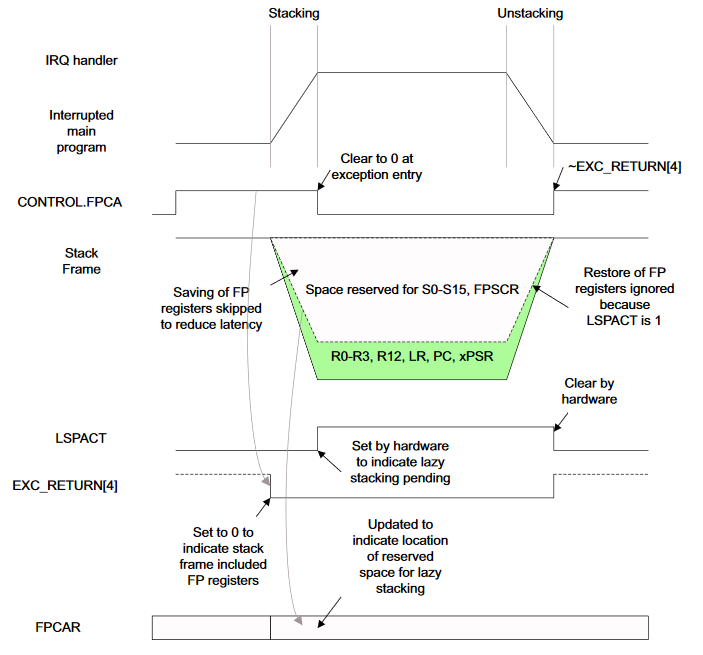 Stacking
Unstacking
IRQ handler
Interrupted
main
program
Clear to 0 at
exception entry
~EXC_RETURN[4]
CONTROL.FPCA
Stack
Frame
Saving of FP
registers skipped
to reduce latency
Space reserved for S0-S15, FPSCR
Restore of FP
registers ignored
because
LSPACT is 1
R0-R3, R12, LR, PC, xPSR
Clear by
hardware
LSPACT
Set by hardware
to indicate lazy
stacking pending
EXC_RETURN[4]
Set to 0 to
indicate stack
frame included
FP registers
Updated to
indicate location
of reserved
space for lazy
stacking
FPCAR